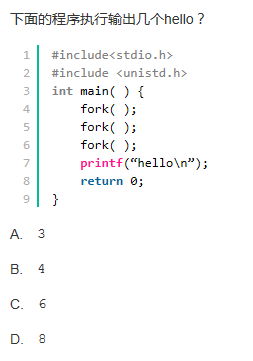 下面的程序执行输出几个hello？
1 #include<stdio.h>
2 #include <unistd.h>
3 int main( ) {
4 fork( );
5 fork( );
6 fork( );
7 printf(“hello\n”);
8 return 0;
9 }
A. 3
B. 4
C. 6
D. 8